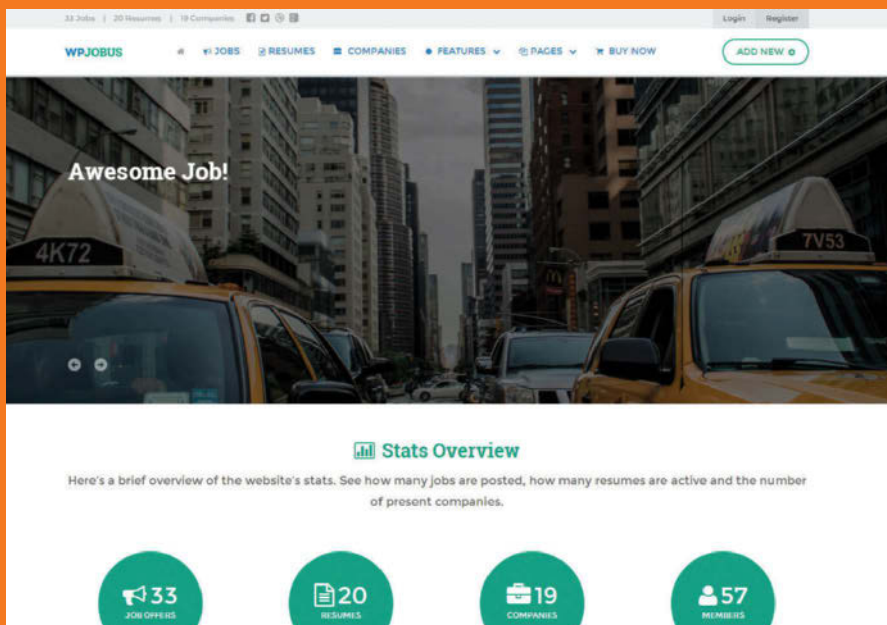 33 Jobs | 20 Resumes | 19 Companies
Login Register
WPJOBUS JOBS RESUMES COMPANIES FEATURES PAGES BUY NOW ADD NEW
Awesome Job!
4K72
7V53
Stats Overview
Here's a brief overview of the website's stats. See how many jobs are posted, how many resumes are active and the number
of present companies.
33 20 19 57
JOB OFFERS RESUMES COMPANIES MEMBERS